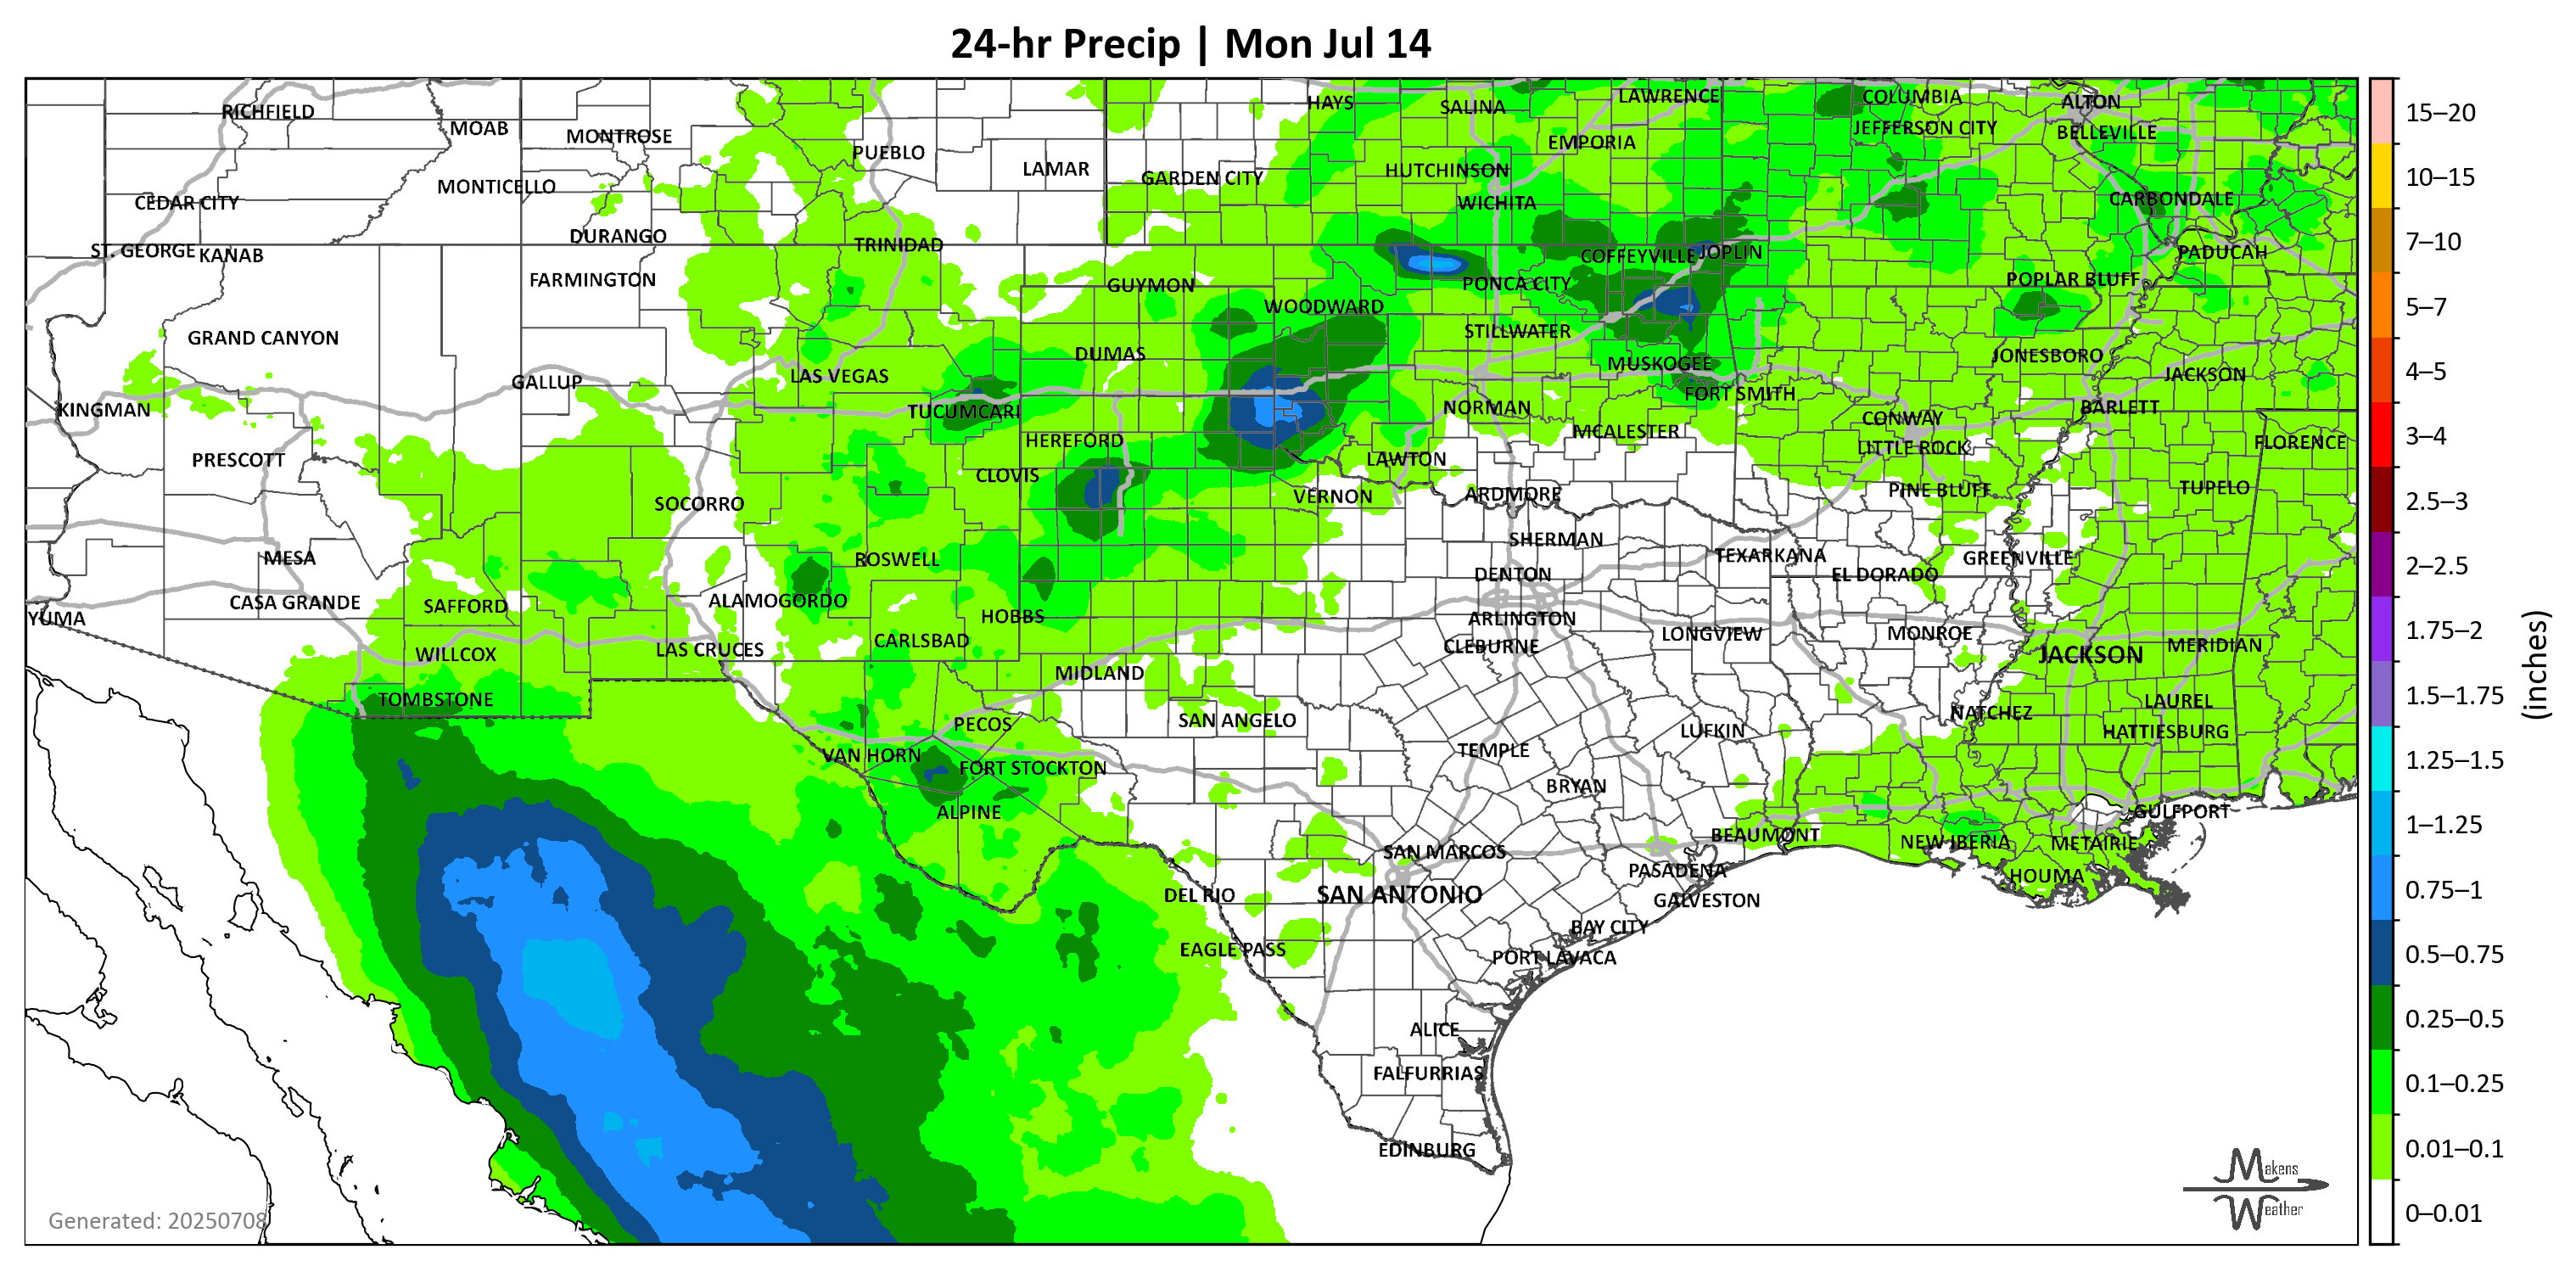 24-hr Precip | Mon Jul 14
RICHFIELD
MOAB
MONTROSE
PUEBLO
LAMAR
HAYS
SALINA
LAWRENCE
COLUMBIA
ALTON
JEFFERSON CITY
BELLEVILLE
EMPORIA
HUTCHINSON
GARDEN CITY
MONTICELLO
CEDAR CITY
WICHITA
CARBONDALE
DURANGO
TRINIDAD
ST. GEORGE
KANAB
COFFEYVILLE
JOPLIN
PADUCAH
FARMINGTON
GUYMON
PONCA CITY
POPLAR BLUFF
WOODWARD
GRAND CANYON
STILLWATER
DUMAS
MUSKOGEE
JONESBORO
JACKSON
GALLUP
LAS VEGAS
FORT SMITH
KINGMAN
TUCUMCARI
NORMAN
CONWAY
BARLETT
MCALESTER
HEREFORD
LITTLE ROCK
FLORENCE
PRESCOTT
LAWTON
CLOVIS
SOCORRO
VERNON
ARDMORE
PINE BLUFF
TUPELO
MESA
ROSWELL
SHERMAN
TEXARKANA
GREENVILLE
DENTON
EL DORADO
CASA GRANDE
SAFFORD
ALAMOGORDO
YUMA
HOBBS
ARLINGTON
WILLCOX
LAS CRUCES
CARLSBAD
CLEBURNE
LONGVIEW
MONROE
JACKSON
MERIDIAN
MIDLAND
TOMBSTONE
PECOS
SAN ANGELO
LUFKIN
NATCHEZ
LAUREL
HATTIESBURG
VAN HORN
FORT STOCKTON
TEMPLE
BRYAN
ALPINE
GULFPORT
BEAUMONT
NEW IBERIA
METAIRIE
SAN MARCOS
PASADENA
HOUMA
DEL RIO
SAN ANTONIO
GALVESTON
EAGLE PASS
BAY CITY
PORT LAVACA
ALICE
FALFURRIAS
EDINBURG
Generated: 20250708
Makens
Weather
15–20
10–15
7–10
5–7
4–5
3–4
2.5–3
2–2.5
1.75–2
1.5–1.75
1.25–1.5
1–1.25
0.75–1
0.5–0.75
0.25–0.5
0.1–0.25
0.01–0.1
0–0.01
(inches)